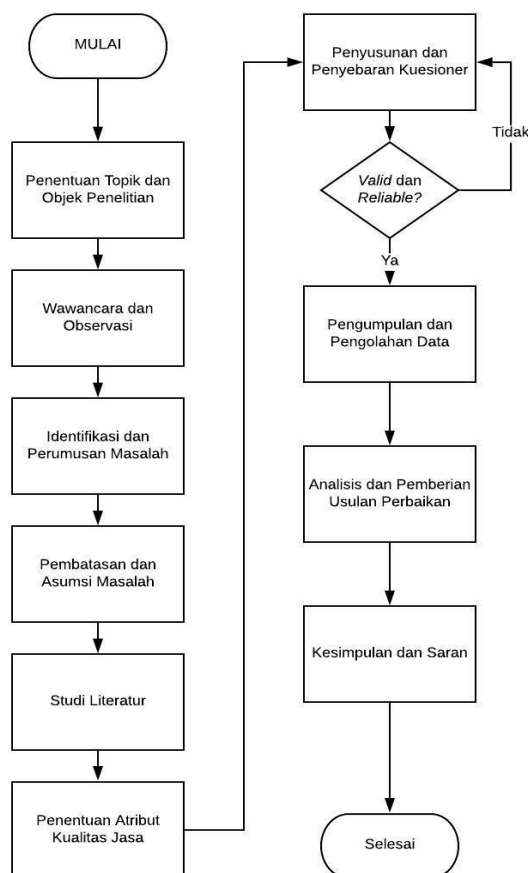 MULAI
Penentuan Topik dan
Objek Penelitian
Wawancara dan
Observasi
Identifikasi dan
Perumusan Masalah
Pembatasan dan
Asumsi Masalah
Studi Literatur
Penentuan Atribut
Kualitas Jasa
Penyusunan dan
Penyebaran Kuesioner
Tidak
Valid dan
Reliable?
Ya
Pengumpulan dan
Pengolahan Data
Analisis dan Pemberian
Usulan Perbaikan
Kesimpulan dan Saran
Selesai